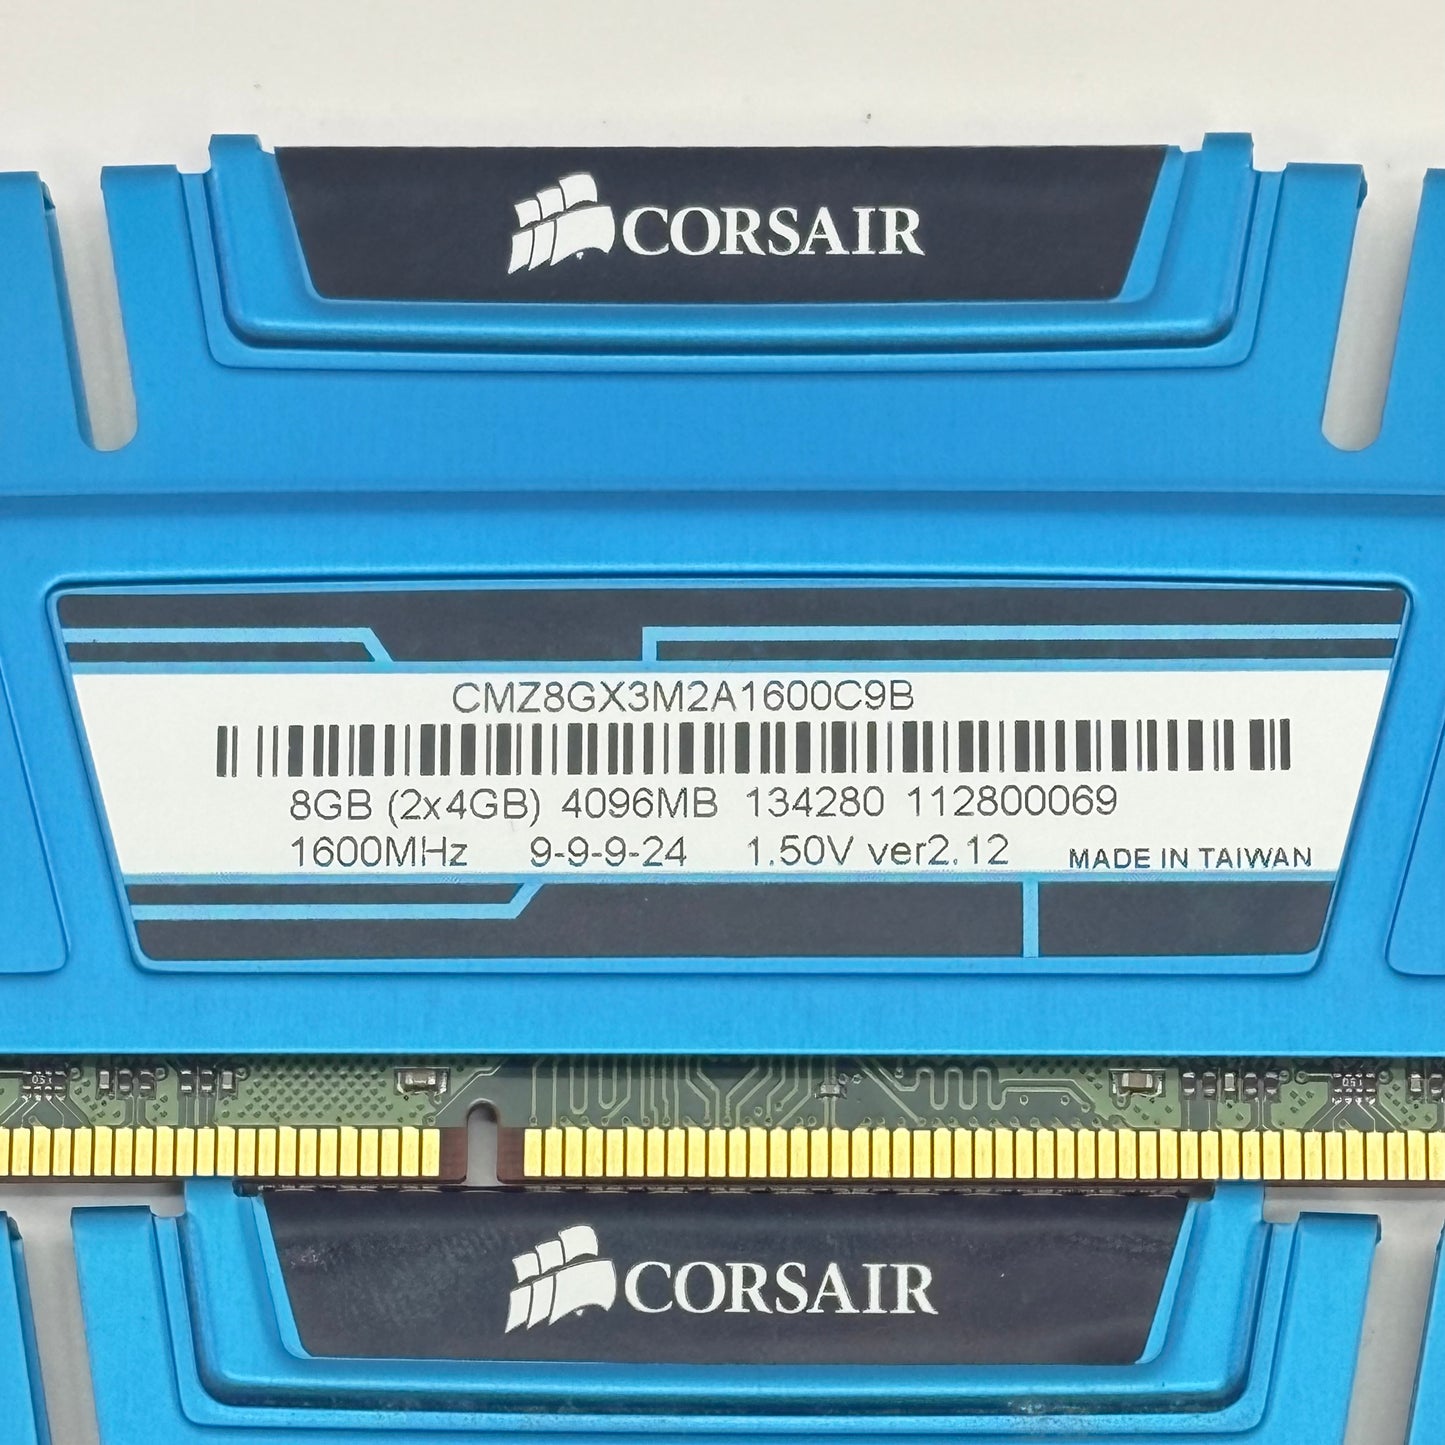 CORSAIR
CMZ8GX3M2A1600C9B
8GB (2x4GB) 4096MB 134280 112800069
1600MHz 9-9-9-24 1.50V ver2.12 MADE IN TAIWAN
CORSAIR